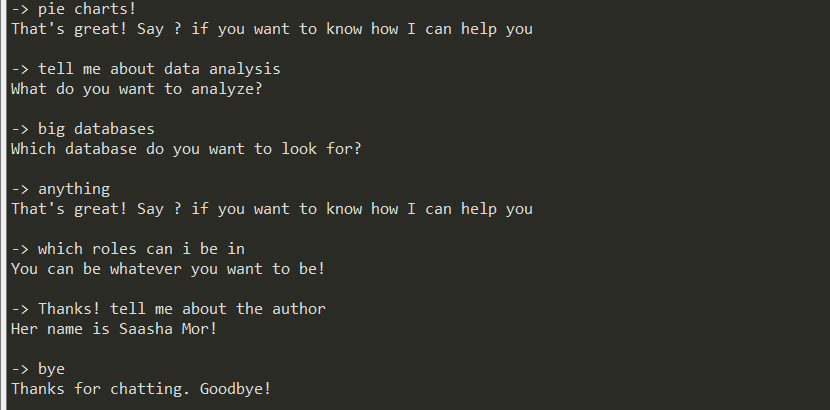 -> pie charts!
That's great! Say ? if you want to know how I can help you
-> tell me about data analysis
What do you want to analyze?
-> big databases
Which database do you want to look for?
-> anything
That's great! Say ? if you want to know how I can help you
-> which roles can i be in
You can be whatever you want to be!
-> Thanks! tell me about the author
Her name is Saasha Mor!
-> bye
Thanks for chatting. Goodbye!